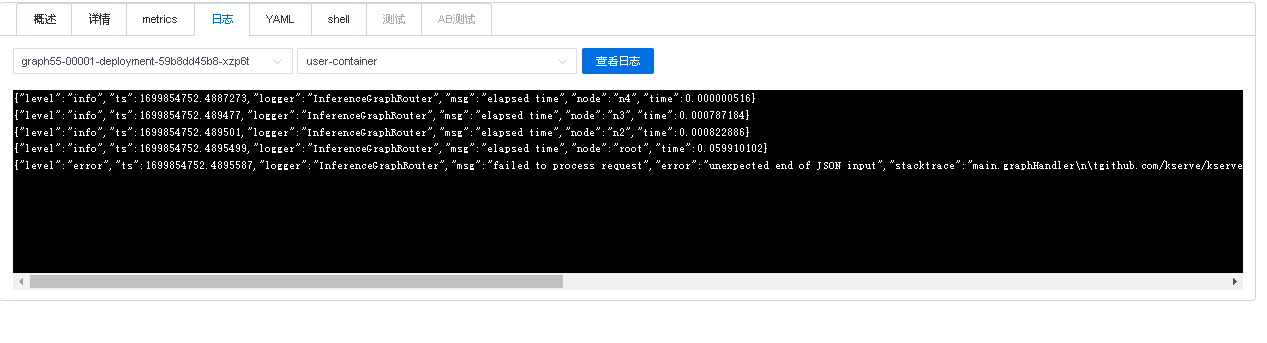 概述 详情 metrics 日志 YAML shell 测试 AB测试
graph55-00001-deployment-59b8dd45b8-xzp6t user-container 查看日志
{"level":"info","ts":1699854752.4887273,"logger":"InferenceGraphRouter","msg":"elapsed time","node":"n4","time":0.000000516}
{"level":"info","ts":1699854752.489477,"logger":"InferenceGraphRouter","msg":"elapsed time","node":"n3","time":0.000787184}
{"level":"info","ts":1699854752.489501,"logger":"InferenceGraphRouter","msg":"elapsed time","node":"n2","time":0.000822886}
{"level":"info","ts":1699854752.4895499,"logger":"InferenceGraphRouter","msg":"elapsed time","node":"root","time":0.059910102}
{"level":"error","ts":1699854752.4895587,"logger":"InferenceGraphRouter","msg":"failed to process request","error":"unexpected end of JSON input","stacktrace":"main.graphHandler\n\tgithub.com/kserve/kserve